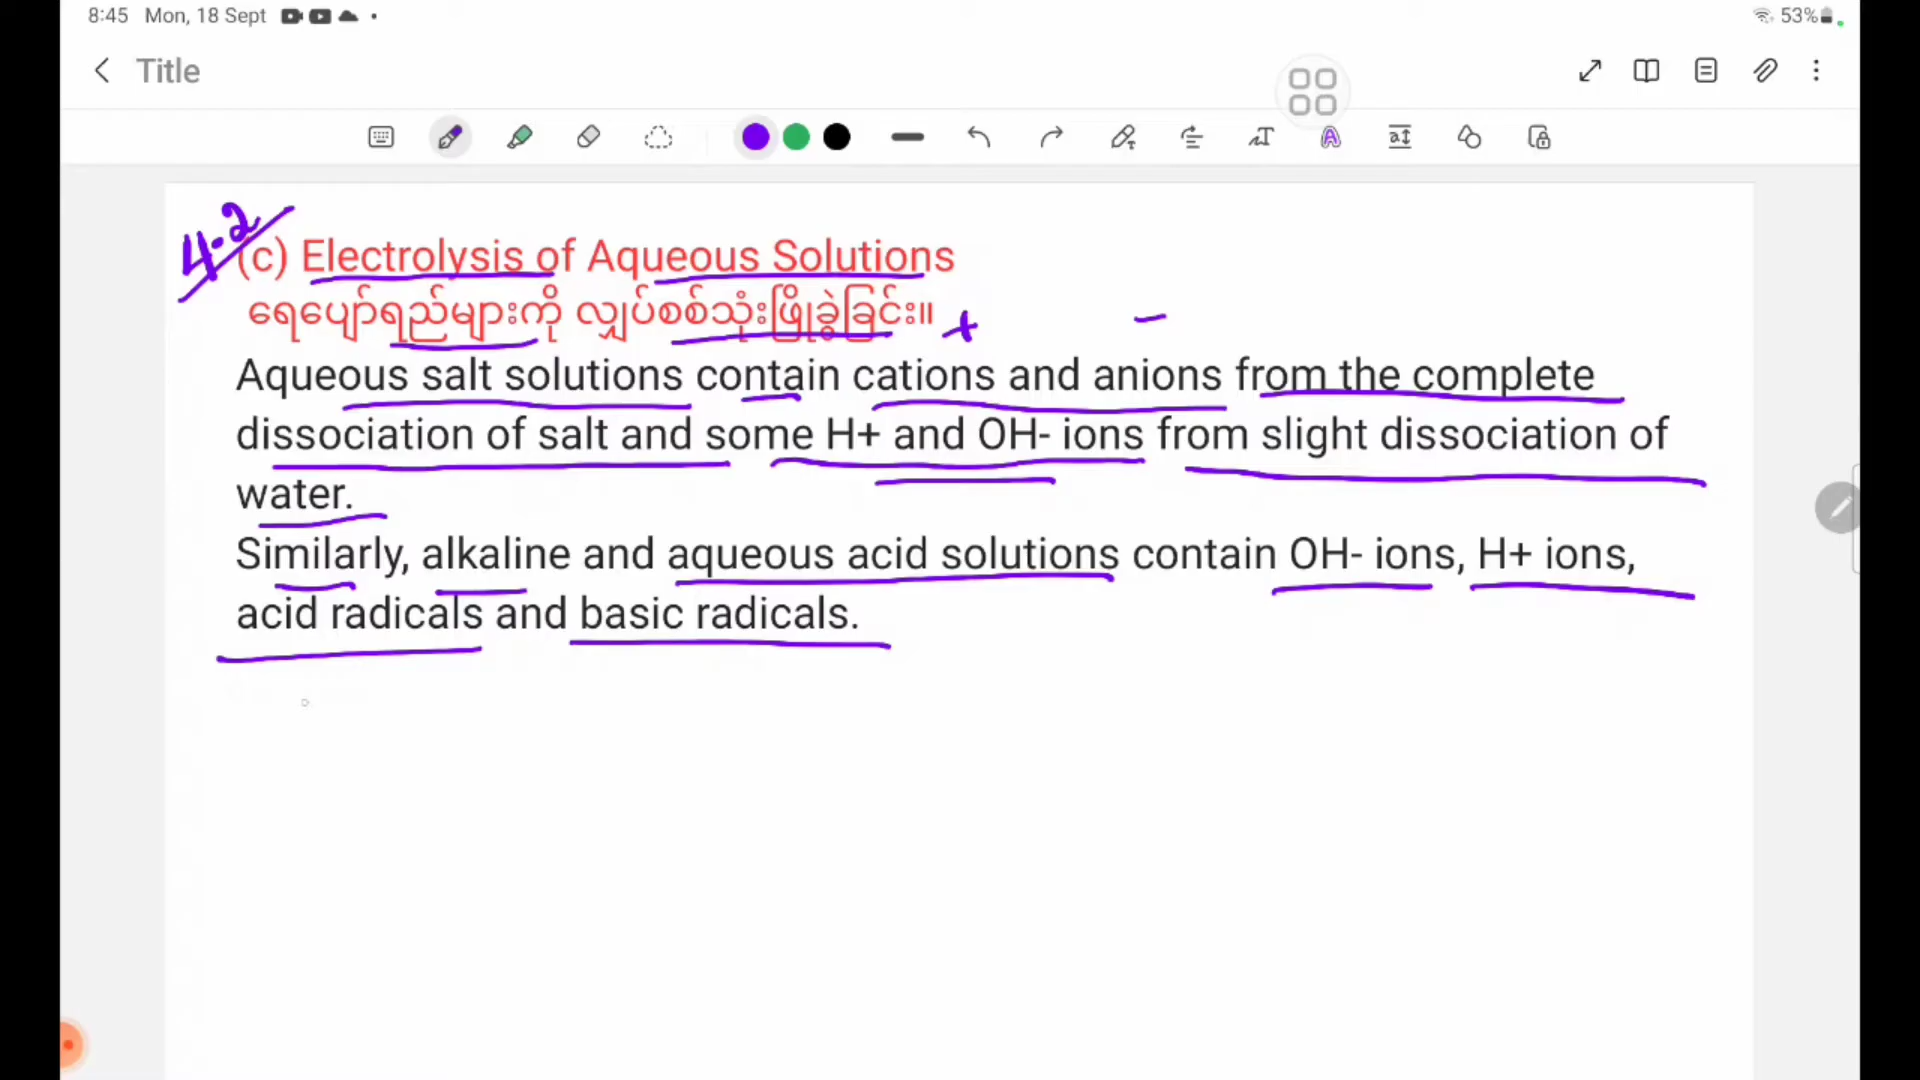 8:45 Mon, 18 Sept
53%
Title
4.2
(c) Electrolysis of Aqueous Solutions
ရေပျော်ရည်များကို လျှပ်စစ်သုံးဖြိုခွဲခြင်း။
+ -
Aqueous salt solutions contain cations and anions from the complete
dissociation of salt and some H+ and OH- ions from slight dissociation of
water.
Similarly, alkaline and aqueous acid solutions contain OH- ions, H+ ions,
acid radicals and basic radicals.